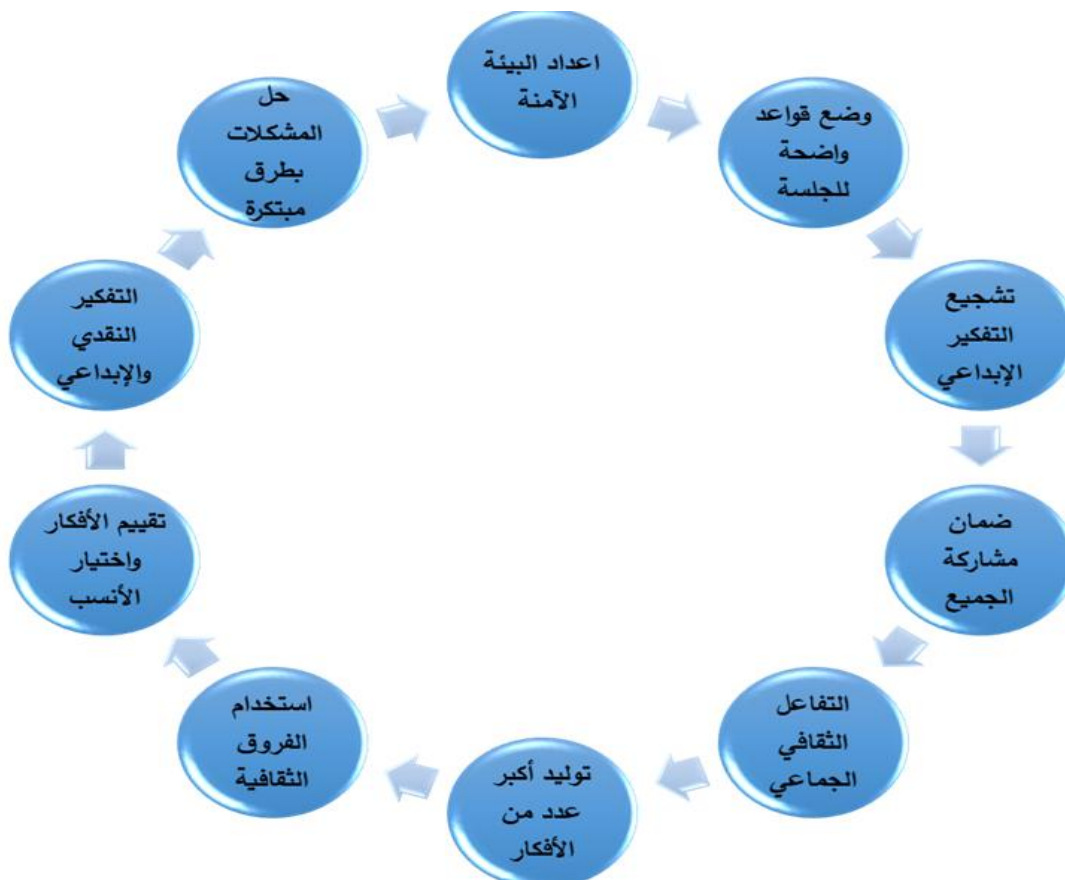 اعداد البيئة
الآمنة
وضع قواعد
واضحة
للجلسة
تشجيع
التفكير
الإبداعي
ضمان
مشاركة
الجميع
التفاعل
الثقافي
الجماعي
توليد أكبر
عدد من
الأفكار
استخدام
الفروق
الثقافية
تقييم الأفكار
واختيار
الأنسب
التفكير
النقدي
والإبداعي
حل
المشكلات
بطرق
مبتكرة